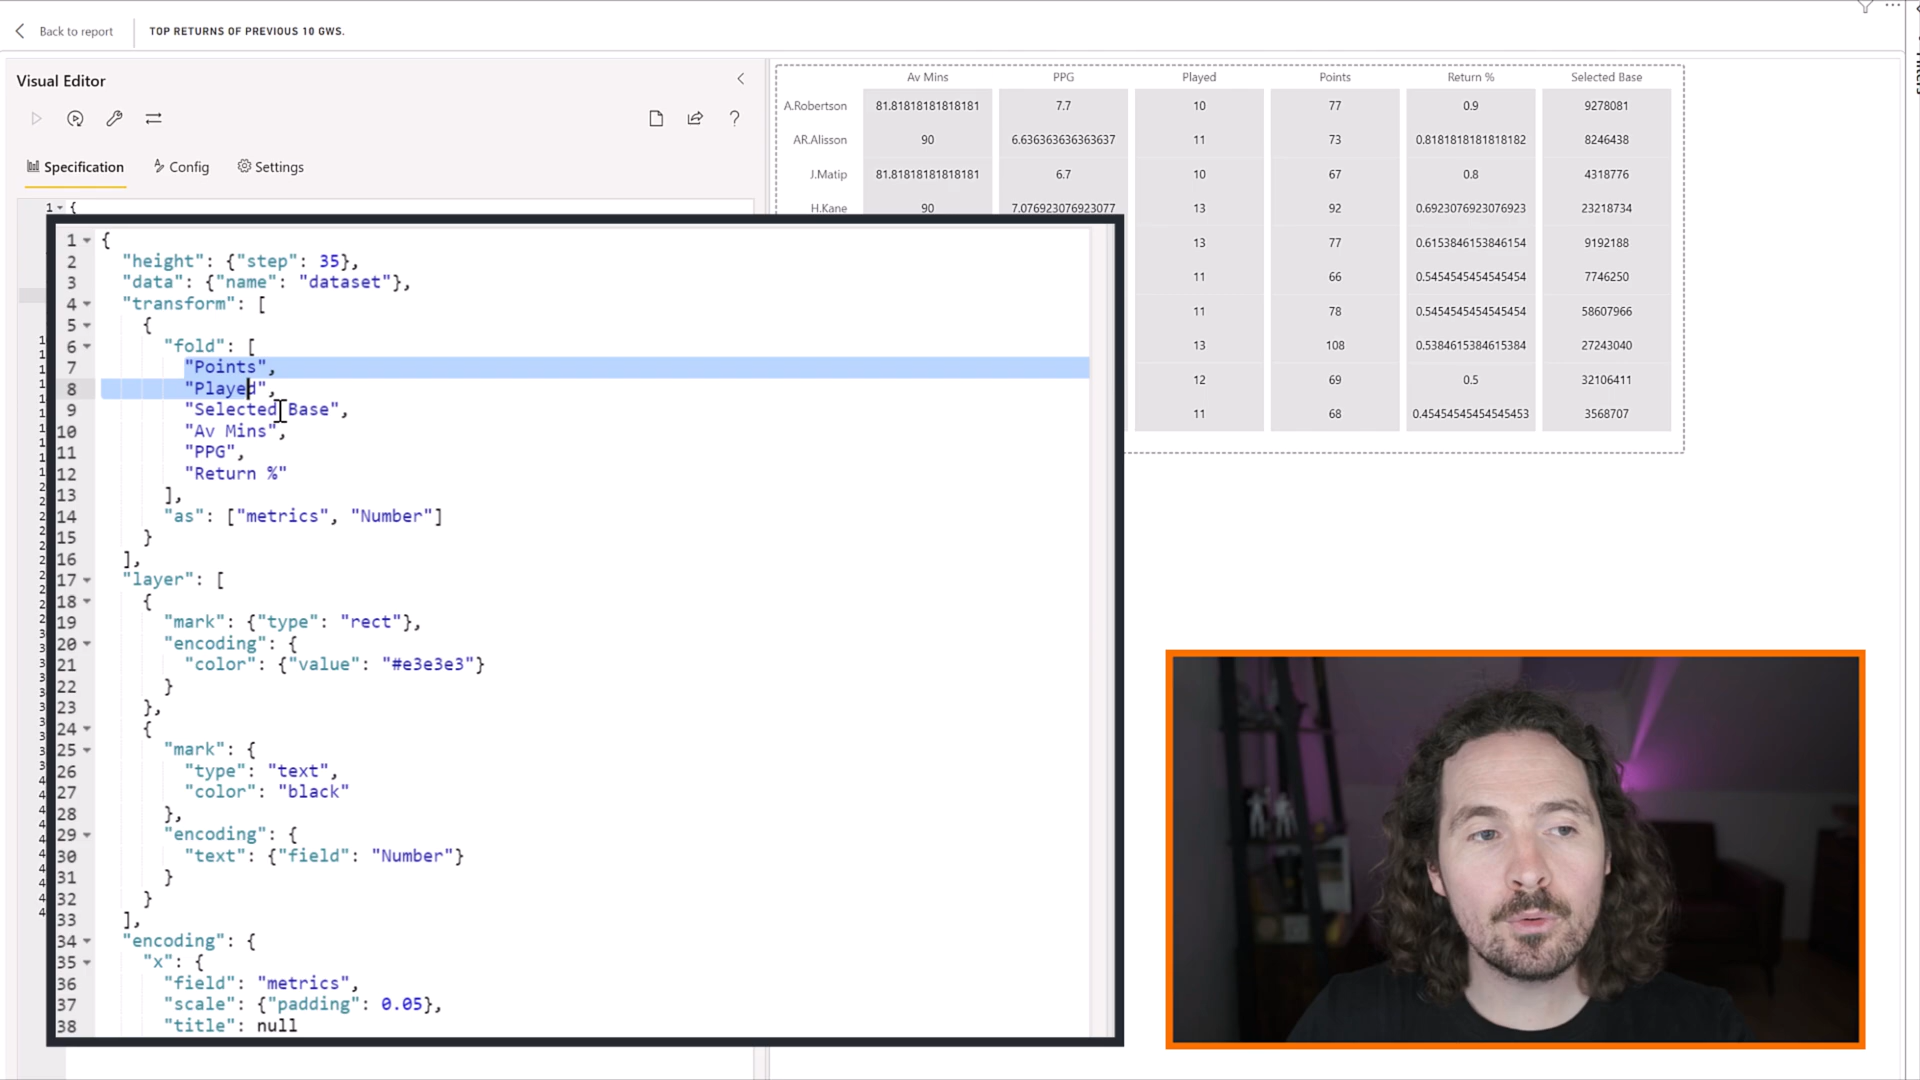 Back to report
TOP RETURNS OF PREVIOUS 10 GWS.
Visual Editor
Specification
Config
Settings
1 {
Av Mins PPG Played Points Return % Selected Base
A.Robertson 81.81818181818181 7.7 10 77 0.9 9278081
AR.Alisson 90 6.636363636363637 11 73 0.8181818181818182 8246438
J.Matip 81.81818181818181 6.7 10 67 0.8 4318776
H.Kane 90 7.076923076923077 13 92 0.6923076923076923 23218734
13 77 0.6153846153846154 9192188
11 66 0.5454545454545454 7746250
11 78 0.5454545454545454 58607966
13 108 0.5384615384615384 27243040
12 69 0.5 32106411
11 68 0.45454545454545453 3568707
1 {
2 "height": {"step": 35},
3 "data": {"name": "dataset"},
4 "transform": [
5 {
6 "fold": [
7 "Points",
8 "Played",
9 "Selected Base",
10 "Av Mins",
11 "PPG",
12 "Return %"
13 ],
14 "as": ["metrics", "Number"]
15 }
16 ],
17 "layer": [
18 {
19 "mark": {"type": "rect"},
20 "encoding": {
21 "color": {"value": "#e3e3e3"}
22 }
23 },
24 {
25 "mark": {
26 "type": "text",
27 "color": "black"
28 },
29 "encoding": {
30 "text": {"field": "Number"}
31 }
32 }
33 ],
34 "encoding": {
35 "x": {
36 "field": "metrics",
37 "scale": {"padding": 0.05},
38 "title": null